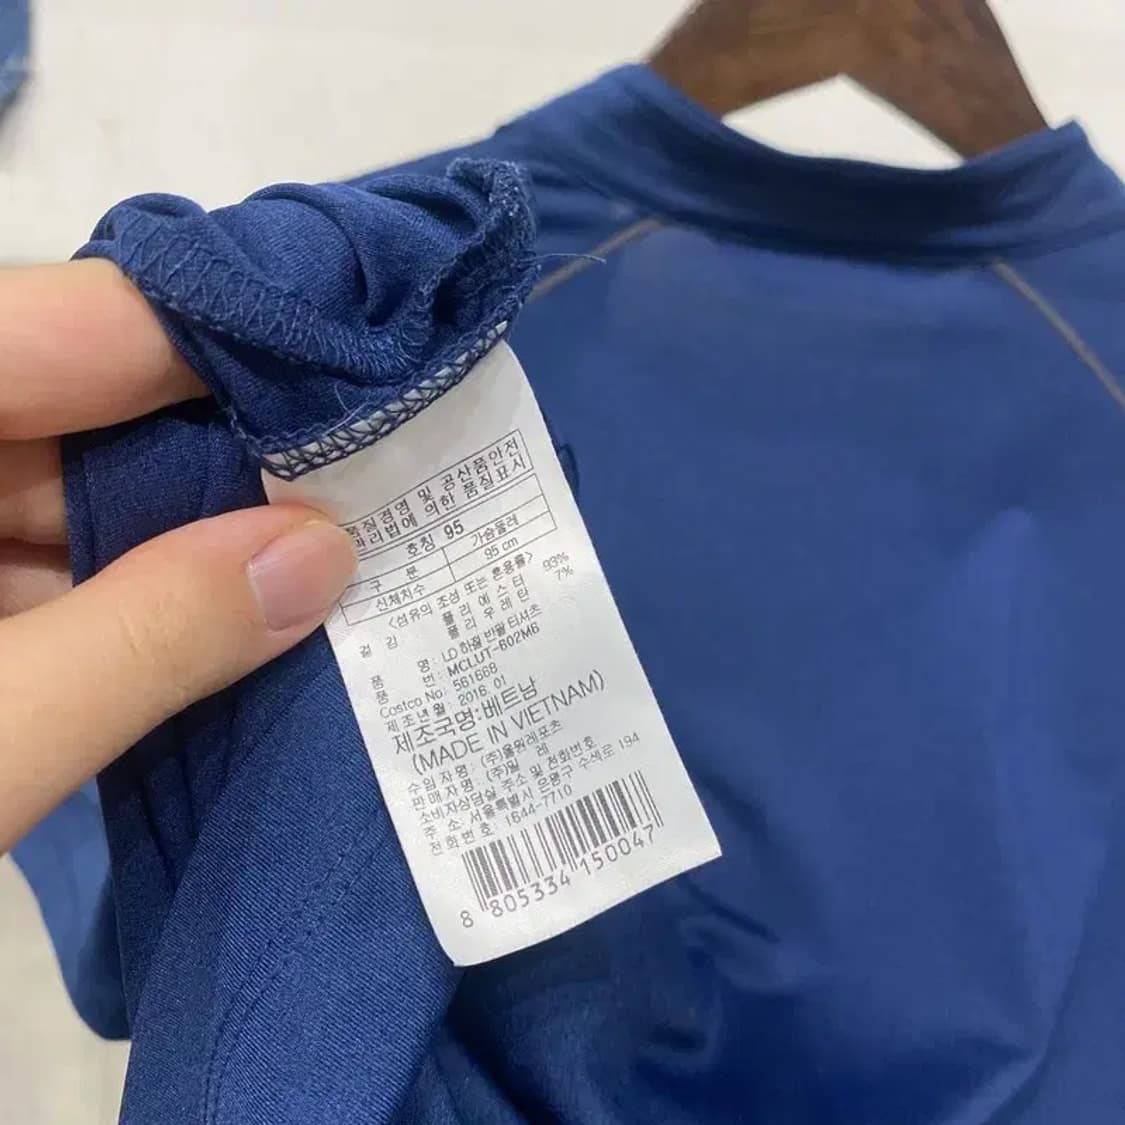 품질경영 및 공산품안전
관리법에 의한 품질표시
호칭 95
구 분 가슴둘레
신체치수 95 cm
<섬유의 조성 또는 혼용률>
겉 감 폴리에스터 93%
폴리우레탄 7%
품 명: LD 하절 반팔 티셔츠
품 번: MCLUT-602M6
Costco No: 561668
제조년월: 2016. 01
제조국명:베트남
(MADE IN VIETNAM)
수입자명: (주)올원레포츠
판매자명: (주)밀 레
소비자상담실 주소 및 전화번호
주 소: 서울특별시 은평구 수색로 194
전화번호: 1644-7710
8 805334 150047